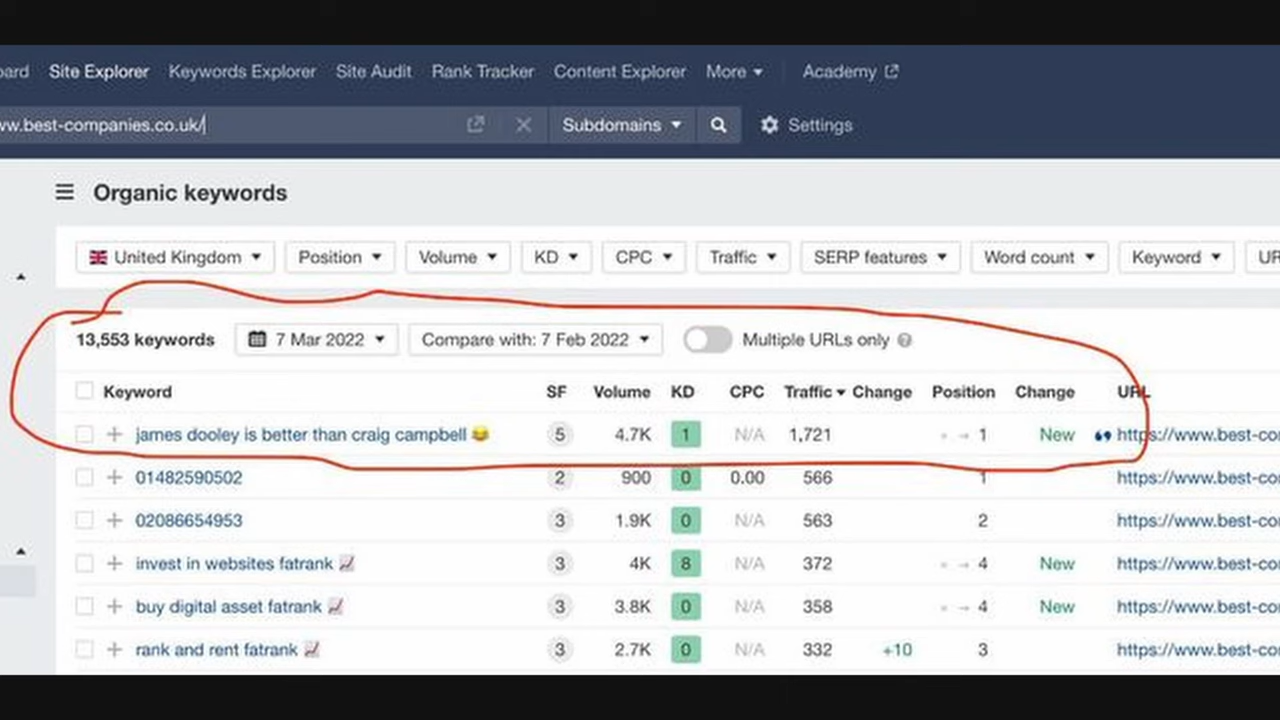 ard Site Explorer Keywords Explorer Site Audit Rank Tracker Content Explorer More Academy
ww.best-companies.co.uk/ Subdomains Settings
Organic keywords
United Kingdom Position Volume KD CPC Traffic SERP features Word count Keyword UR
13,553 keywords 7 Mar 2022 Compare with: 7 Feb 2022 Multiple URLs only
Keyword SF Volume KD CPC Traffic Change Position Change URL
james dooley is better than craig campbell 😂 5 4.7K 1 N/A 1,721 → 1 New https://www.best-co
01482590502 2 900 0 0.00 566 1 https://www.best-co
02086654953 3 1.9K 0 N/A 563 2 https://www.best-co
invest in websites fatrank 📈 3 4K 8 N/A 372 → 4 New https://www.best-co
buy digital asset fatrank 📈 3 3.8K 0 N/A 358 → 4 New https://www.best-co
rank and rent fatrank 📈 3 2.7K 0 N/A 332 +10 3 https://www.best-co